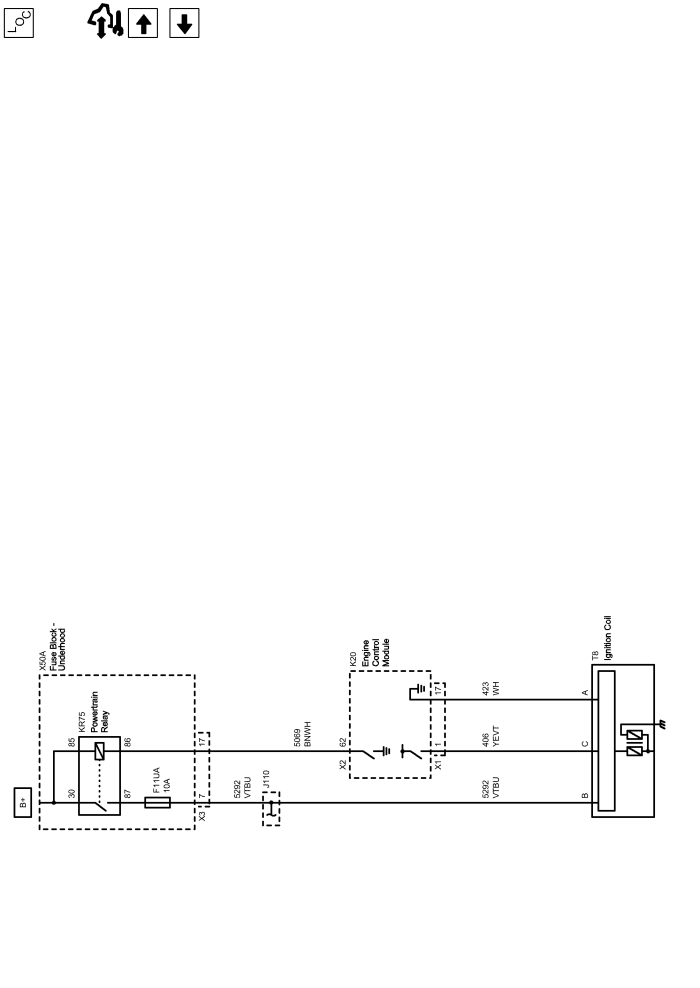 LOC
B+
X50A
Fuse Block -
Underhood
KR75
Powertrain
Relay
85
30
86
87
F11UA
10A
X3
7
17
5292
VTBU
J110
5069
BNWH
K20
Engine
Control
Module
X2
62
X1
1
17
423
WH
406
YEVT
5292
VTBU
A
C
B
T8
Ignition Coil